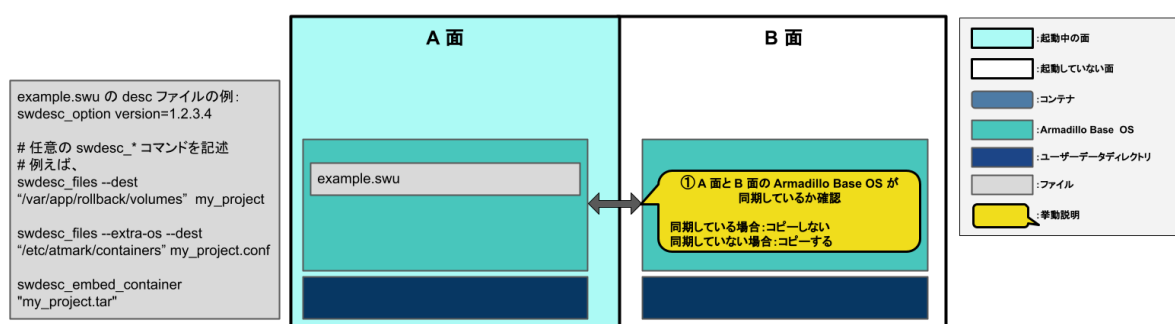 A 面
B 面
example.swu の desc ファイルの例:
swdesc_option version=1.2.3.4
# 任意の swdesc_* コマンドを記述
# 例えば、
swdesc_files --dest
“/var/app/rollback/volumes” my_project
swdesc_files --extra-os --dest
“/etc/atmark/containers” my_project.conf
swdesc_embed_container
"my_project.tar"
example.swu
①A 面と B 面の Armadillo Base OS が
同期しているか確認
同期している場合:コピーしない
同期していない場合:コピーする
:起動中の面
:起動していない面
:コンテナ
:Armadillo Base OS
:ユーザーデータディレクトリ
:ファイル
:挙動説明